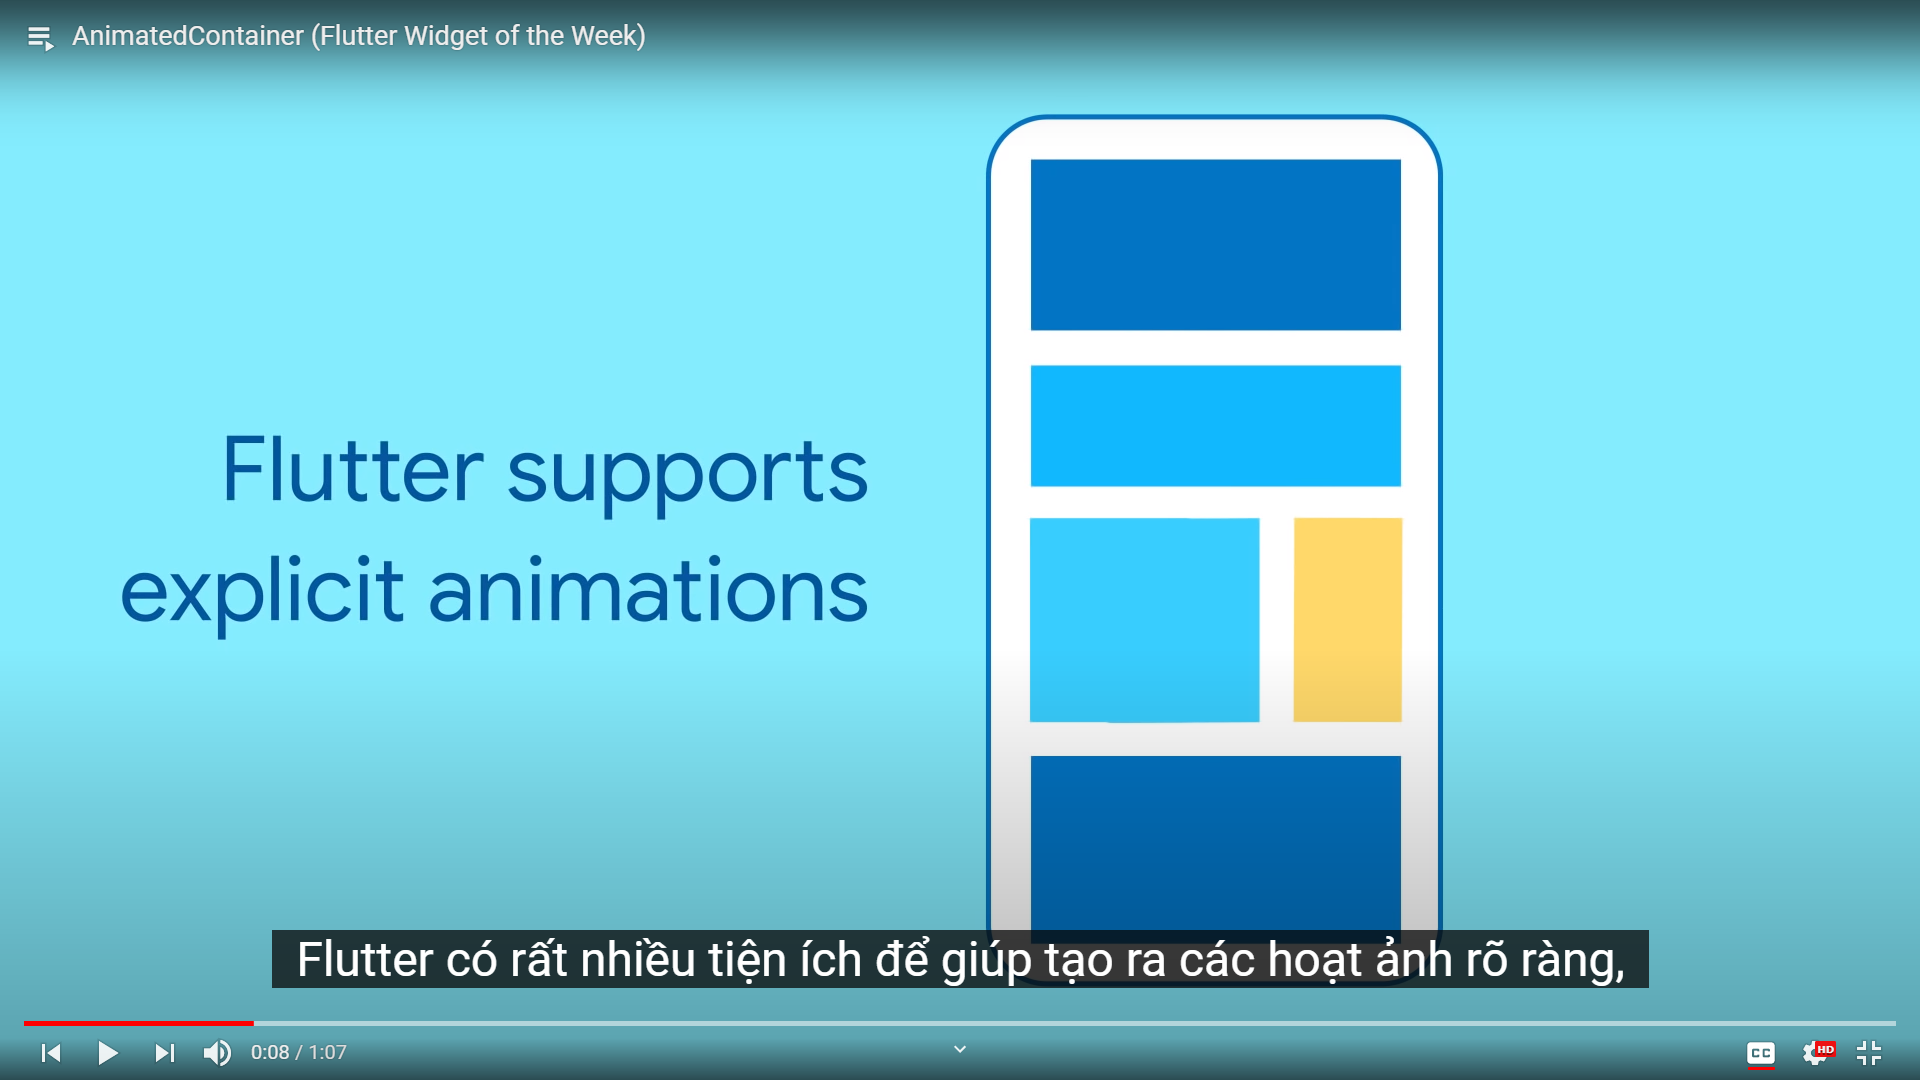 AnimatedContainer (Flutter Widget of the Week)
Flutter supports
explicit animations
Flutter có rất nhiều tiện ích để giúp tạo ra các hoạt ảnh rõ ràng,
0:08 / 1:07
CC
HD